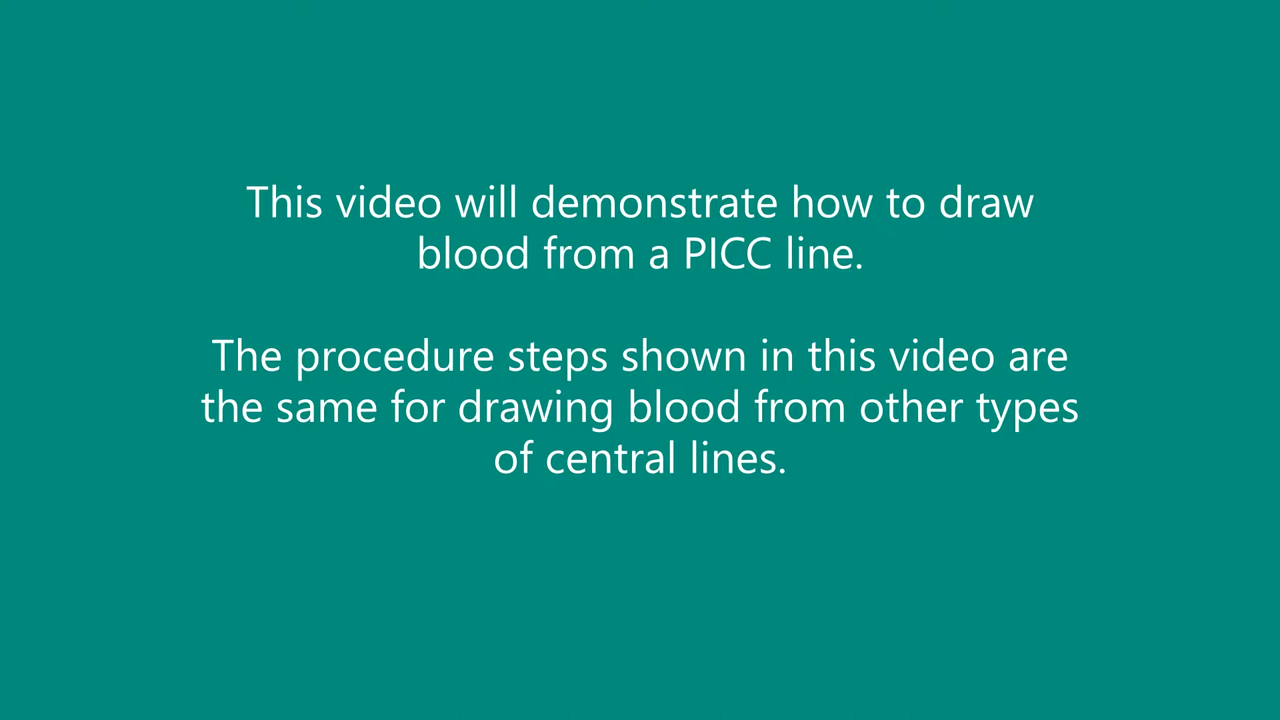 This video will demonstrate how to draw
blood from a PICC line.
The procedure steps shown in this video are
the same for drawing blood from other types
of central lines.